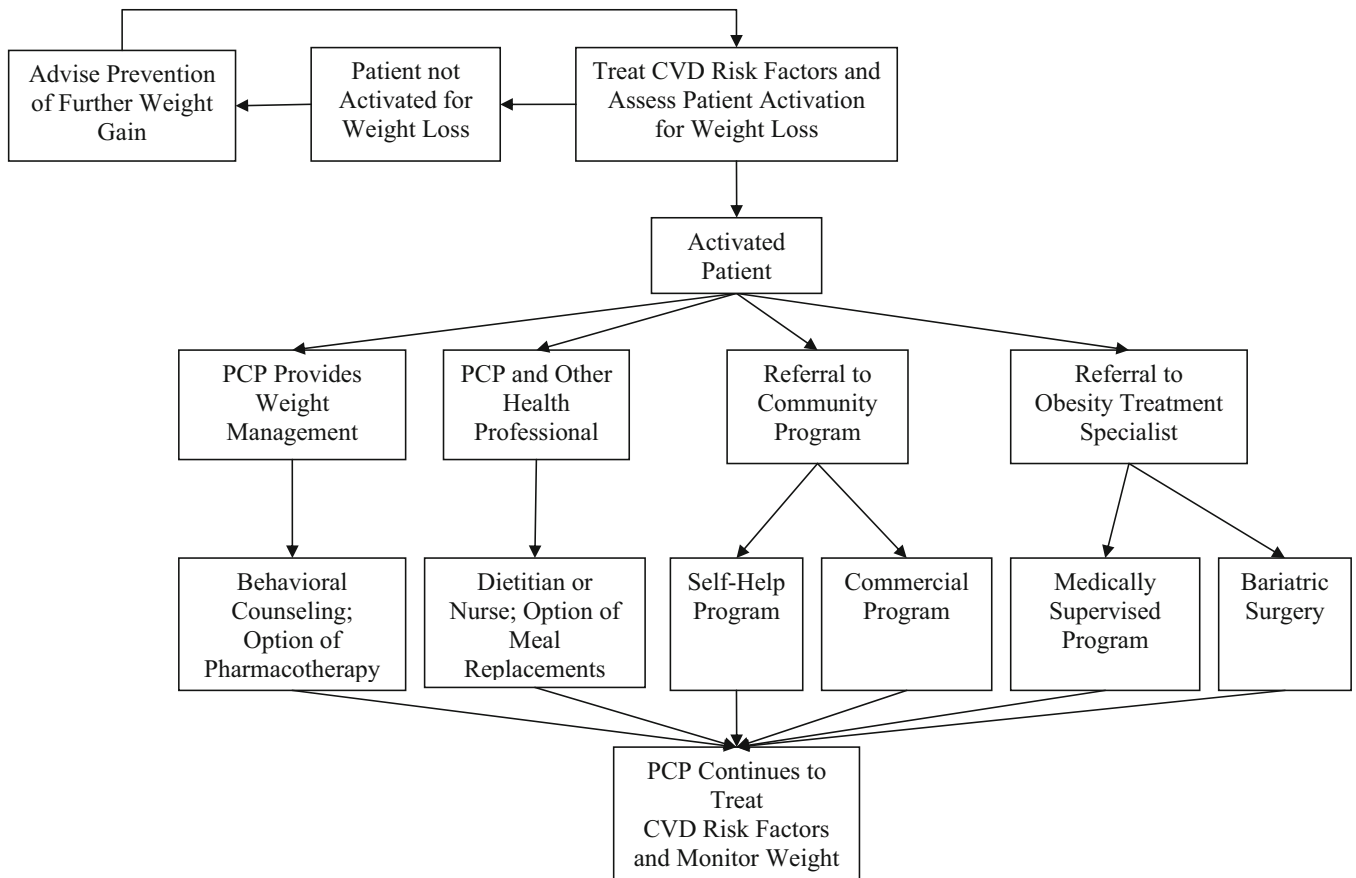 Advise Prevention
of Further Weight
Gain
Patient not
Activated for
Weight Loss
Treat CVD Risk Factors and
Assess Patient Activation
for Weight Loss
Activated
Patient
PCP Provides
Weight
Management
PCP and Other
Health
Professional
Referral to
Community
Program
Referral to
Obesity Treatment
Specialist
Behavioral
Counseling;
Option of
Pharmacotherapy
Dietitian or
Nurse; Option of
Meal
Replacements
Self-Help
Program
Commercial
Program
Medically
Supervised
Program
Bariatric
Surgery
PCP Continues to
Treat
CVD Risk Factors
and Monitor Weight